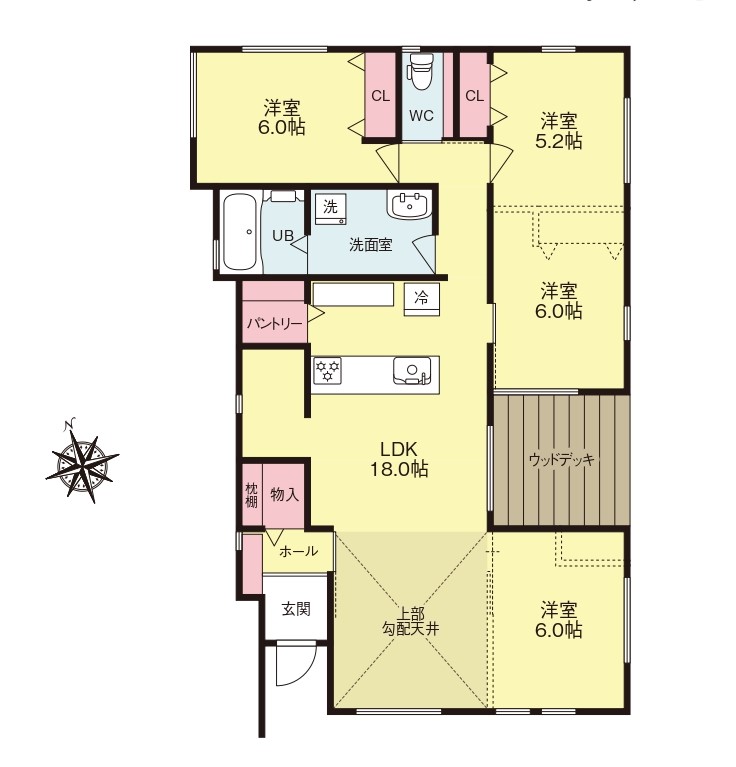 洋室
6.0帖
CL
WC
CL
洋室
5.2帖
UB
洗
洗面室
パントリー
冷
洋室
6.0帖
N
LDK
18.0帖
ウッドデッキ
枕棚
物入
ホール
玄関
上部
勾配天井
洋室
6.0帖